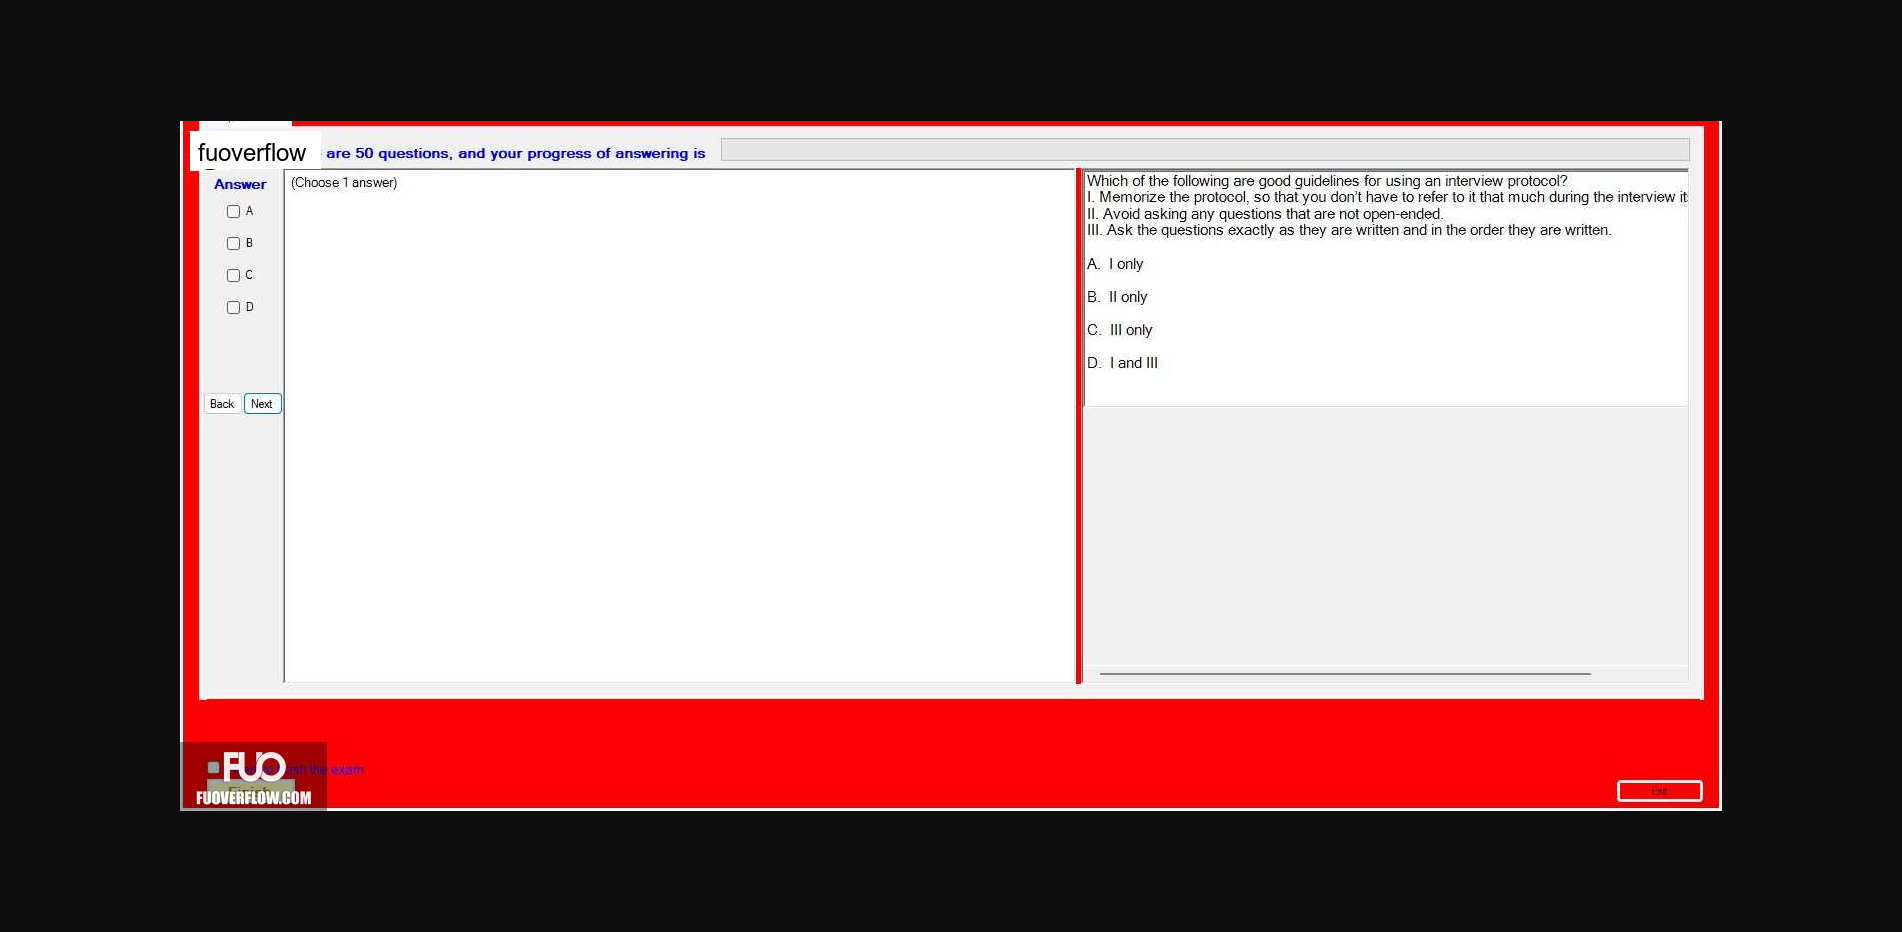 fuoverflow are 50 questions, and your progress of answering is
Answer
(Choose 1 answer)
A
B
C
D
Back Next
Which of the following are good guidelines for using an interview protocol?
I. Memorize the protocol, so that you don't have to refer to it that much during the interview it
II. Avoid asking any questions that are not open-ended.
III. Ask the questions exactly as they are written and in the order they are written.
A. I only
B. II only
C. III only
D. I and III
FUO
the exam
FUOVERFLOW.COM
Exit